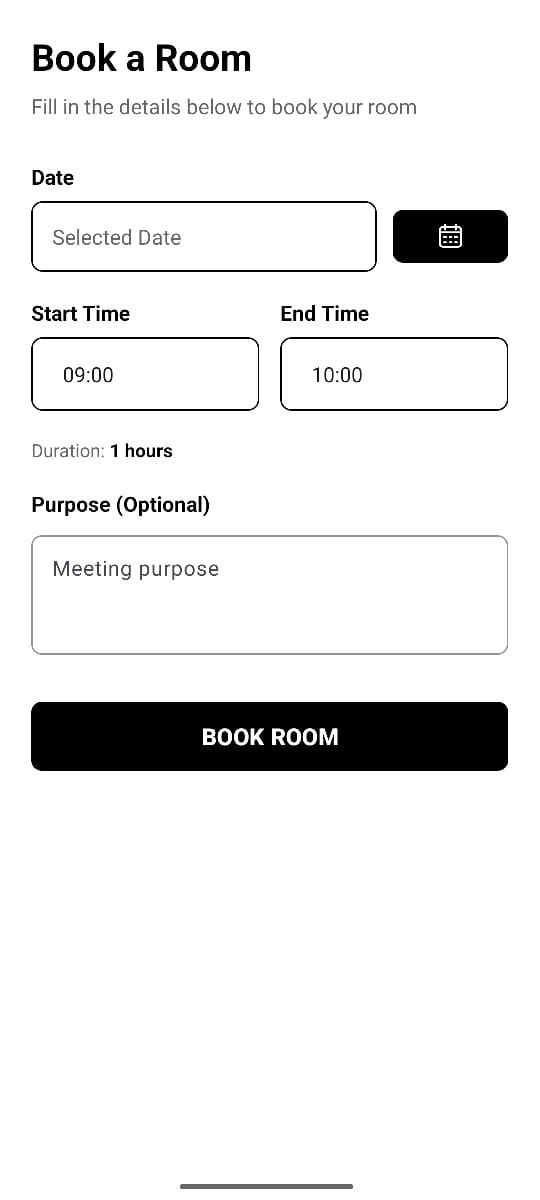 Book a Room
Fill in the details below to book your room
Date
Selected Date
Start Time
End Time
09:00
10:00
Duration: 1 hours
Purpose (Optional)
Meeting purpose
BOOK ROOM